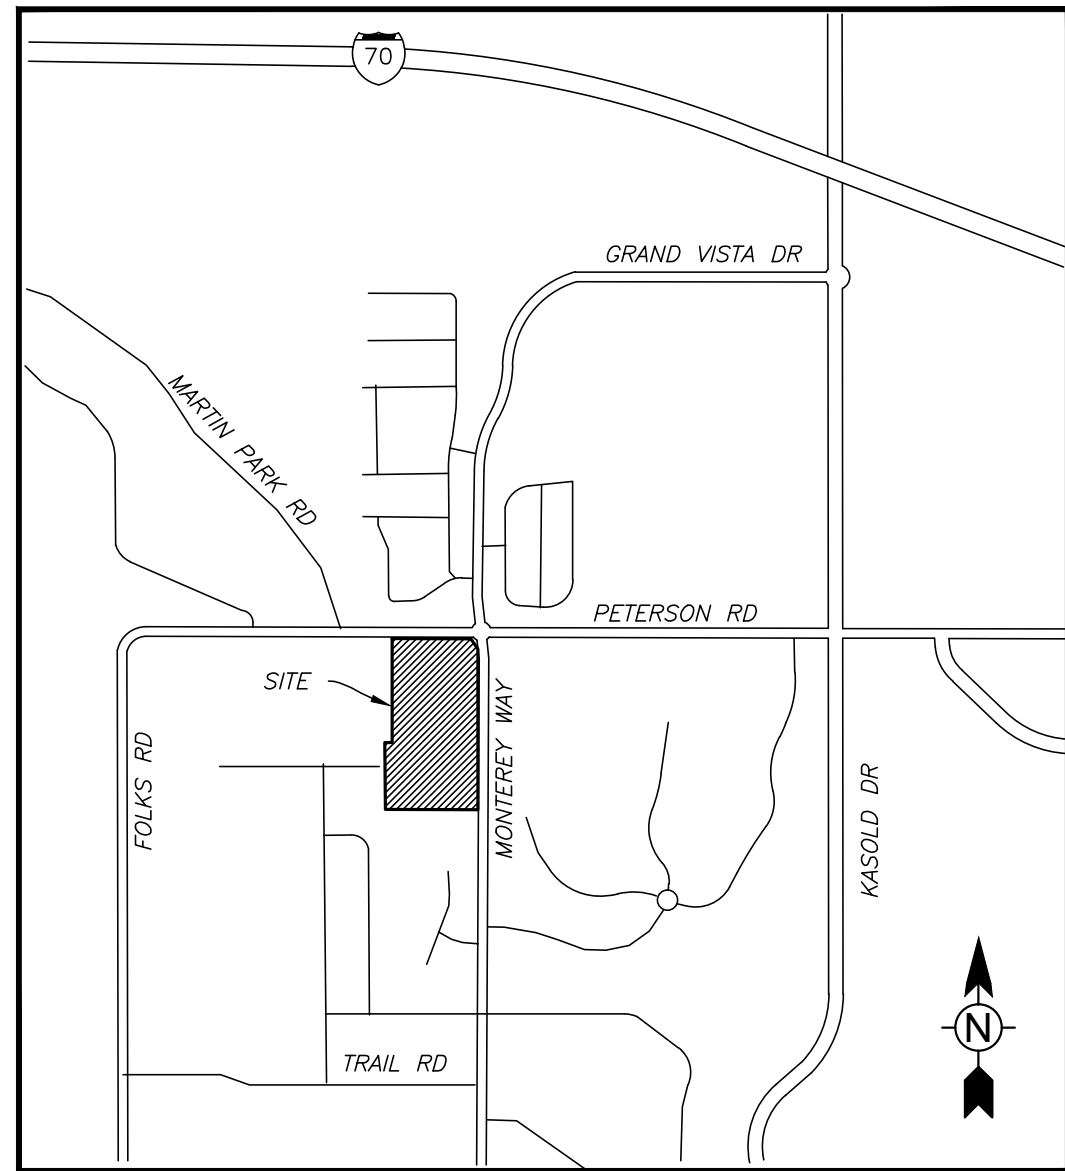 70
GRAND VISTA DR
MARTIN PARK RD
PETERSON RD
SITE
MONTEREY WAY
FOLKS RD
KASOLD DR
N
TRAIL RD